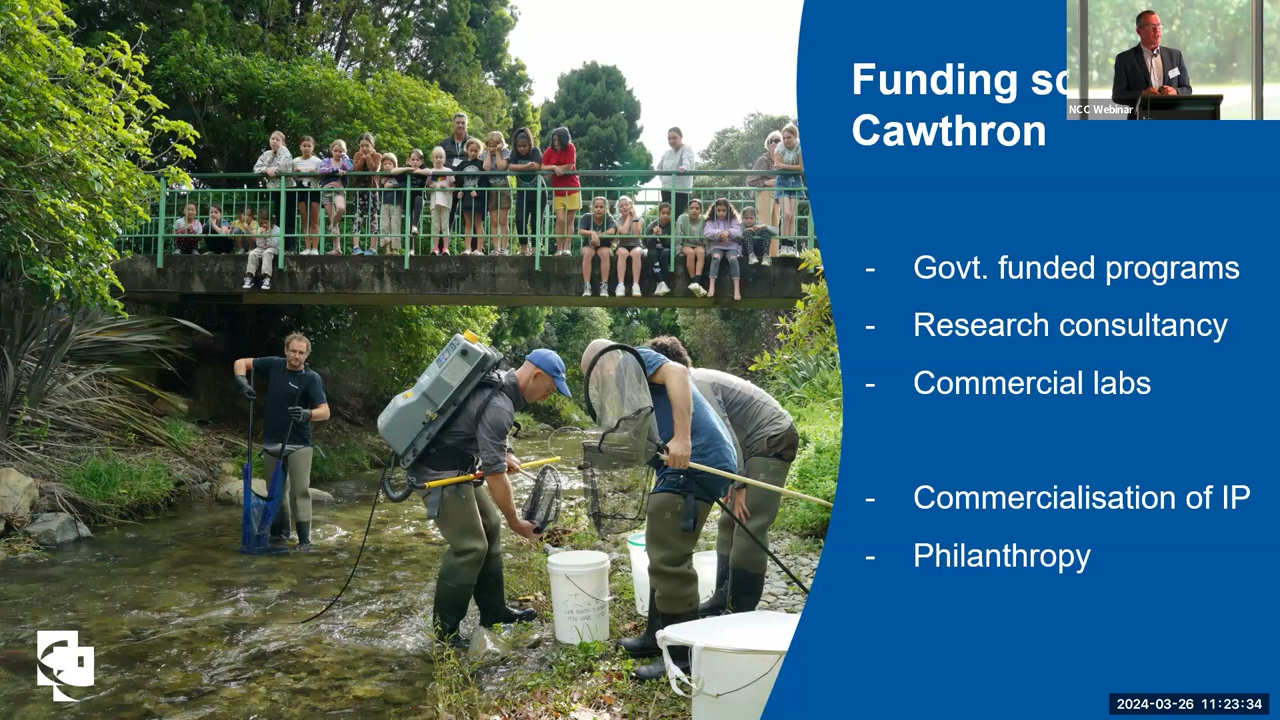 Funding
Cawthron
NCC Webinar
- Govt. funded programs
- Research consultancy
- Commercial labs
- Commercialisation of IP
- Philanthropy
2024-03-26 11:23:34